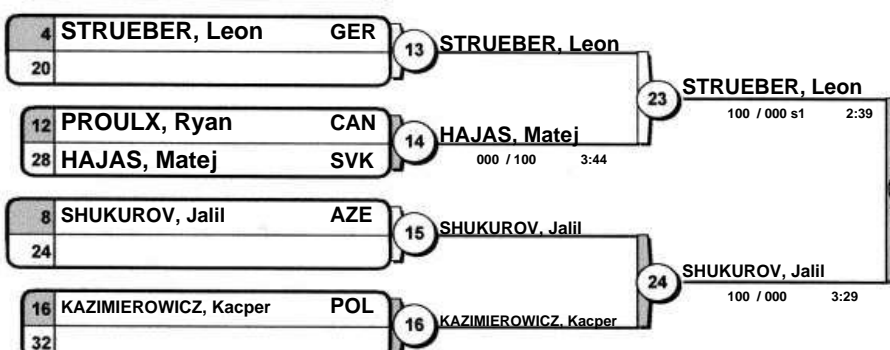 4 STRUEBER, Leon GER
20
13 STRUEBER, Leon
12 PROULX, Ryan CAN
28 HAJAS, Matej SVK
14 HAJAS, Matej
000 / 100 3:44
23 STRUEBER, Leon
100 / 000 s1 2:39
8 SHUKUROV, Jalil AZE
24
15 SHUKUROV, Jalil
16 KAZIMIEROWICZ, Kacper POL
32
16 KAZIMIEROWICZ, Kacper
24 SHUKUROV, Jalil
100 / 000 3:29